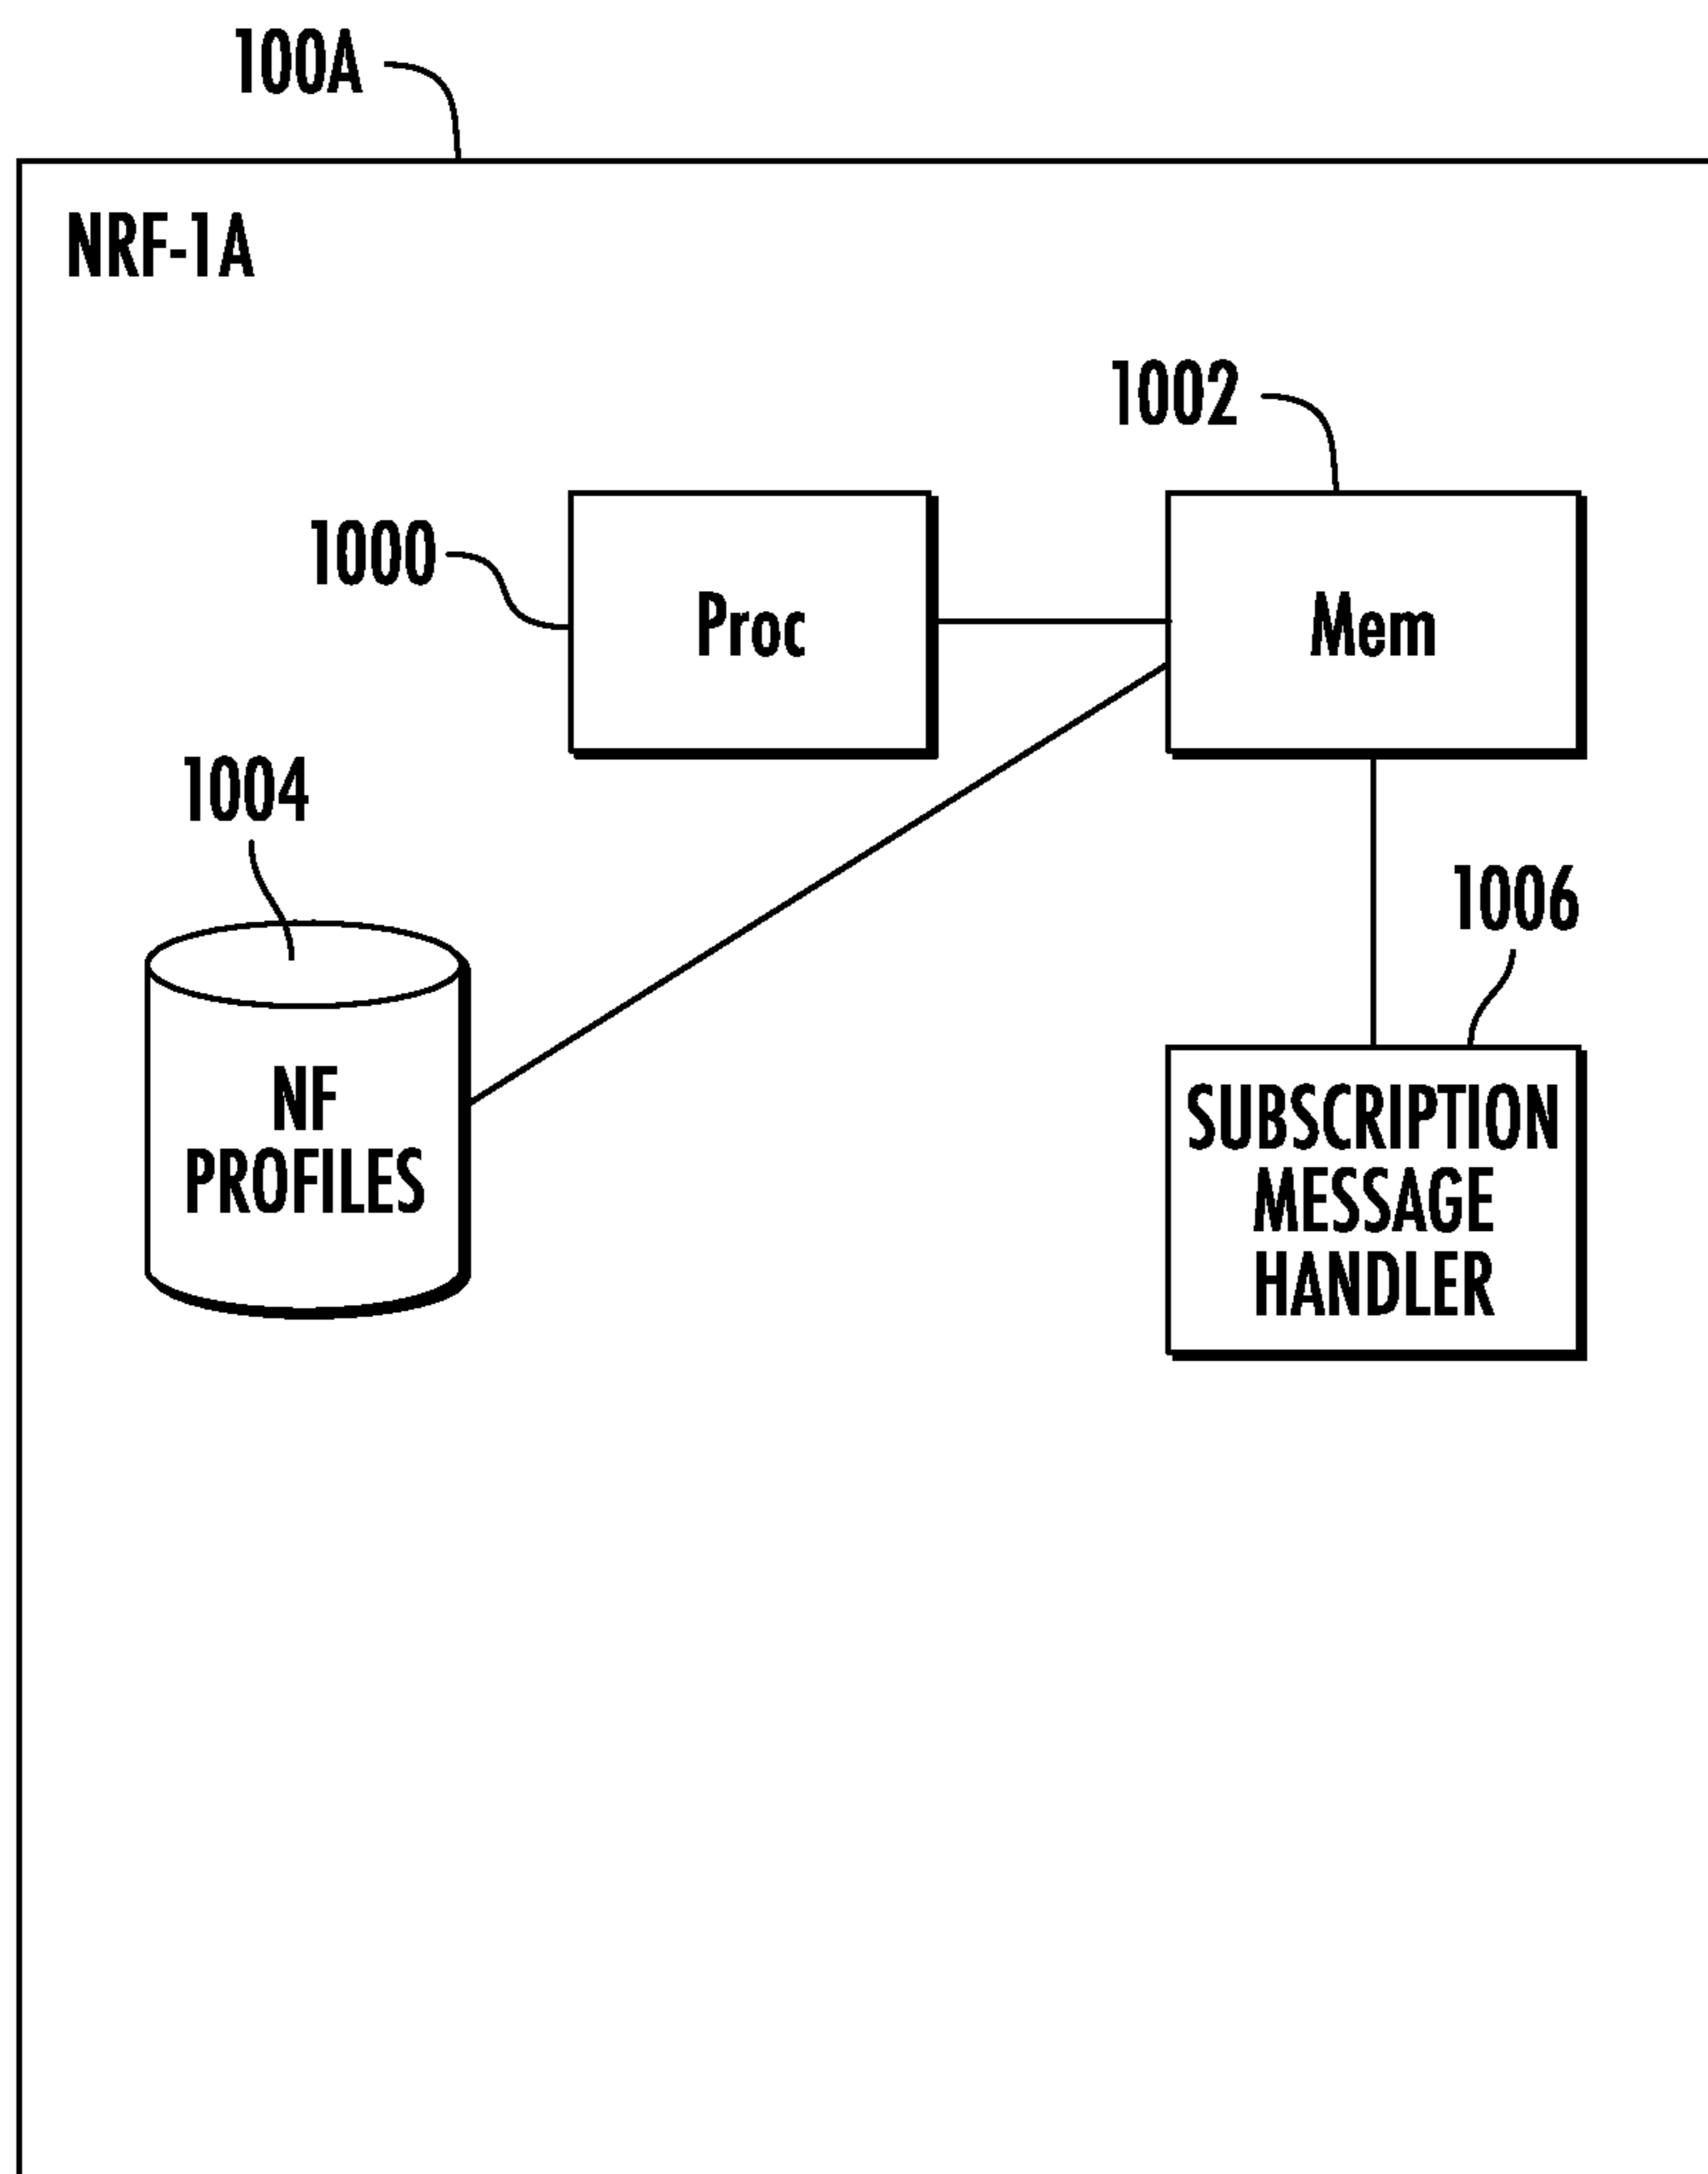 100A
NRF-1A
1002
1000
Proc
Mem
1004
1006
NF
PROFILES
SUBSCRIPTION
MESSAGE
HANDLER